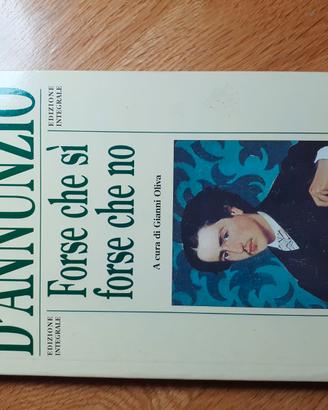 D'ANNUNZIO
EDIZIONE
INTEGRALE
EDIZIONE
INTEGRALE
Forse che sì
forse che no
A cura di Gianni Oliva